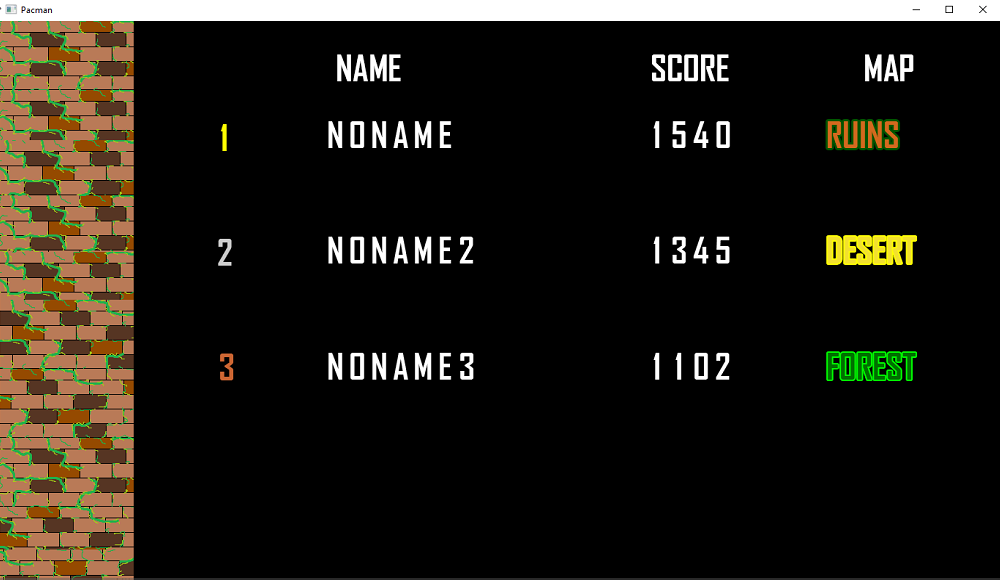 Pacman
NAME SCORE MAP
1 NONAME 1540 RUINS
2 NONAME2 1345 DESERT
3 NONAME3 1102 FOREST